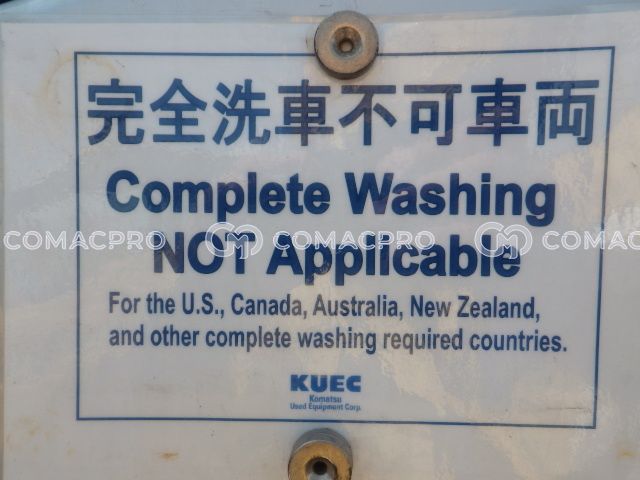 完全洗車不可車両
Complete Washing
NOT Applicable
COMACPRO COMACPRO COMACPRO
For the U.S., Canada, Australia, New Zealand,
and other complete washing required countries.
KUEC
Komatsu
Used Equipment Corp.